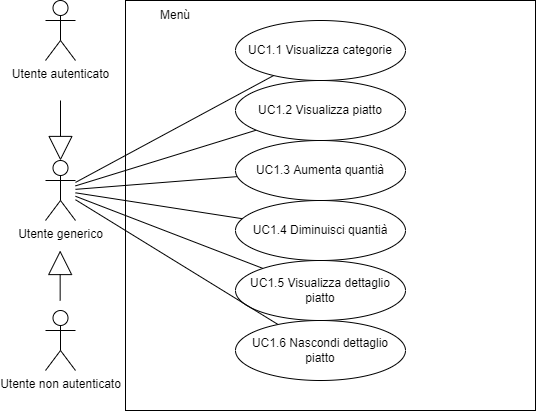 Menù
UC1.1 Visualizza categorie
Utente autenticato
UC1.2 Visualizza piatto
UC1.3 Aumenta quantià
Utente generico
UC1.4 Diminuisci quantià
UC1.5 Visualizza dettaglio
piatto
UC1.6 Nascondi dettaglio
piatto
Utente non autenticato